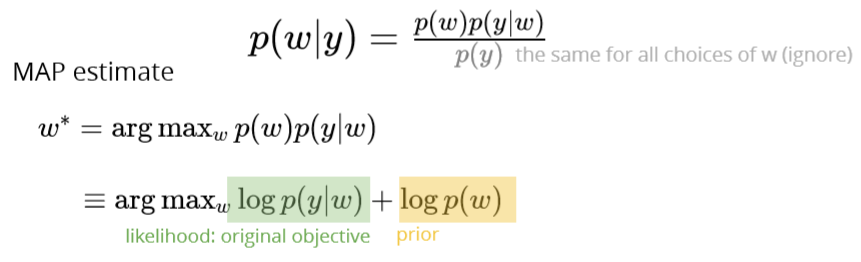 p(w|y) = p(w)p(y|w) / p(y) the same for all choices of w (ignore)
MAP estimate
w* = arg max_w p(w)p(y|w)
≡ arg max_w log p(y|w) + log p(w)
likelihood: original objective prior